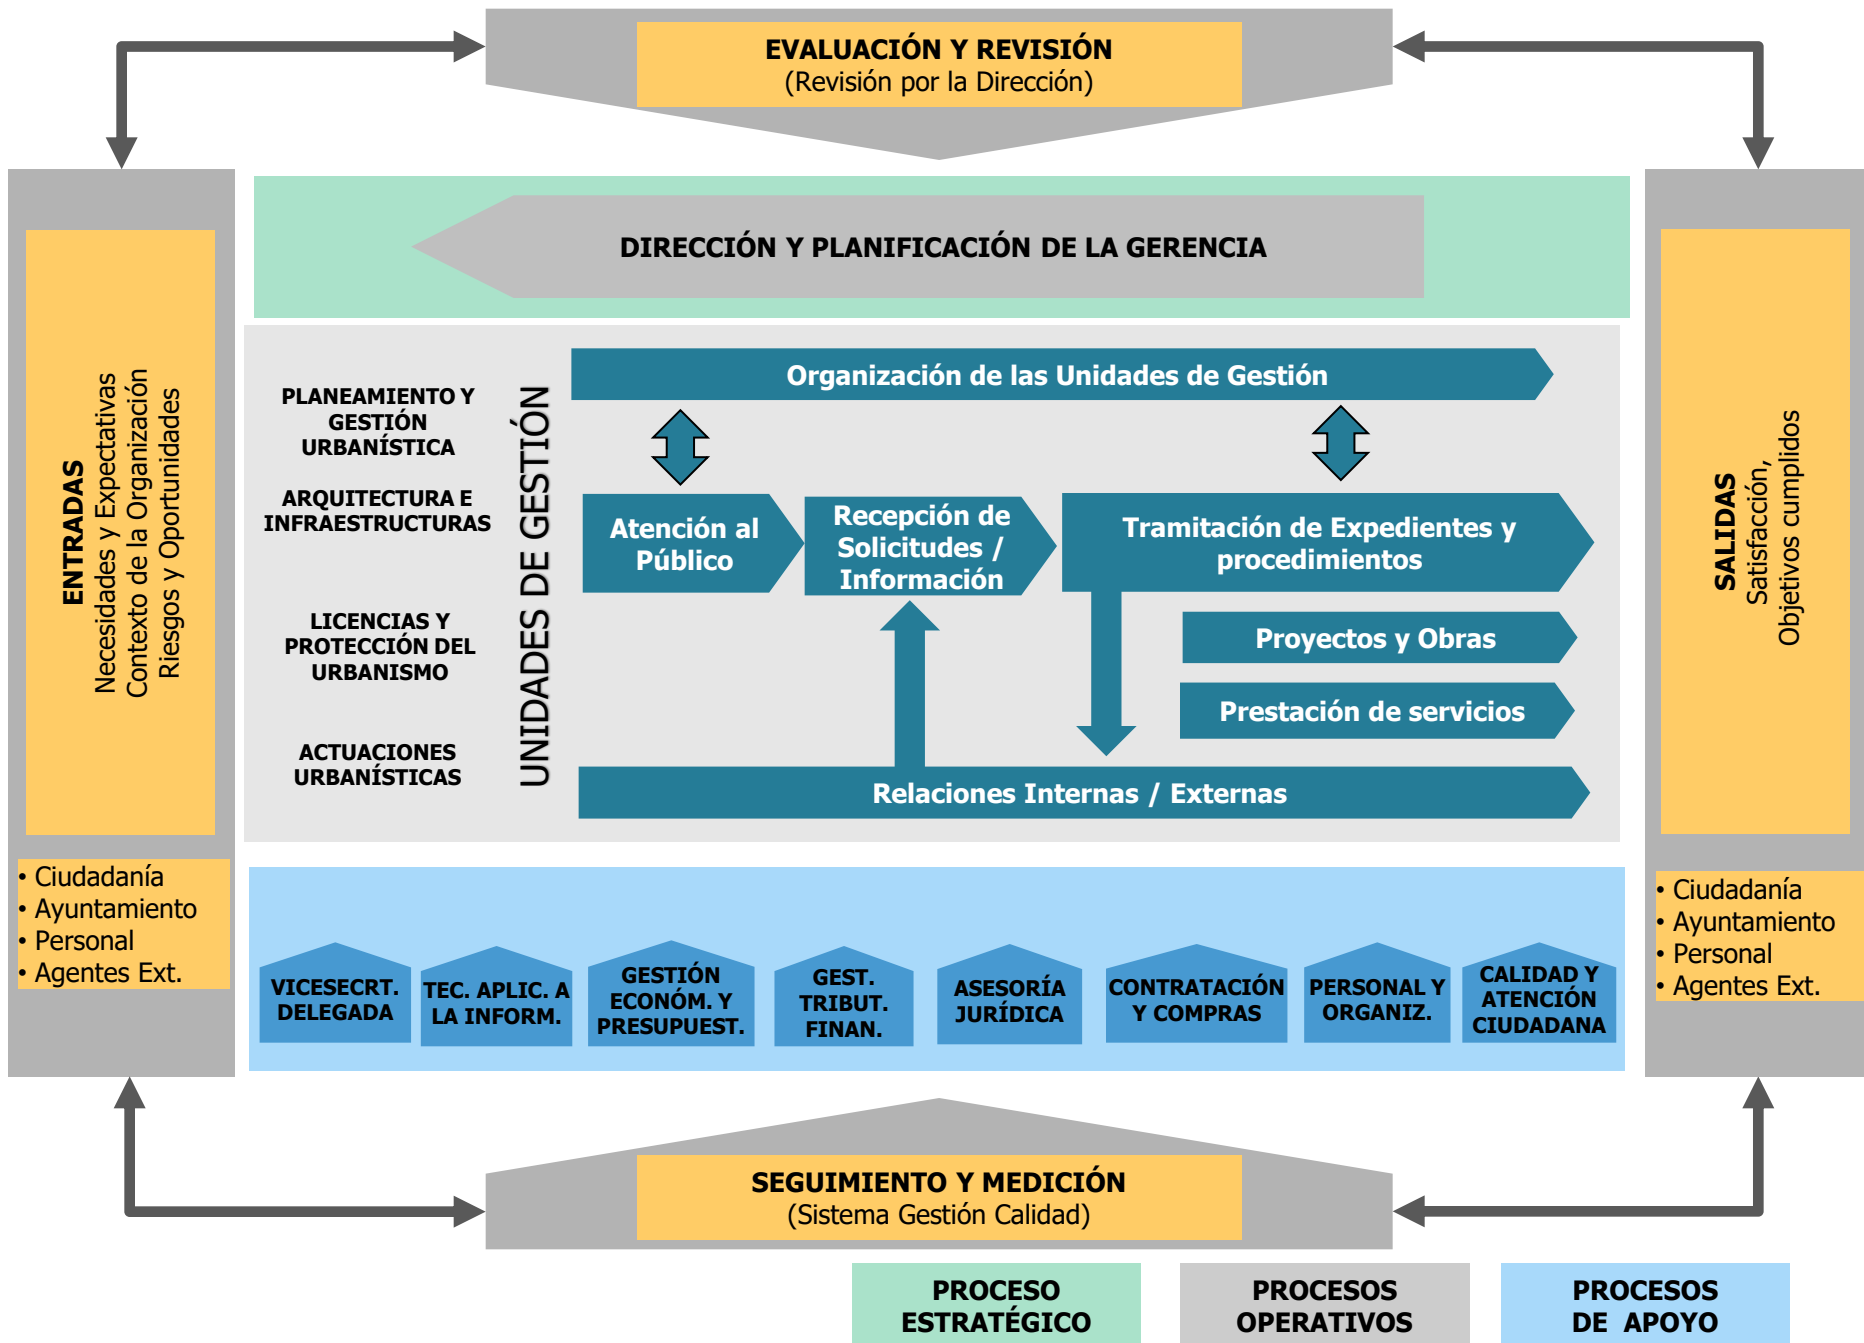 EVALUACIÓN Y REVISIÓN
(Revisión por la Dirección)
ENTRADAS
Necesidades y Expectativas
Contexto de la Organización
Riesgos y Oportunidades
• Ciudadanía
• Ayuntamiento
• Personal
• Agentes Ext.
DIRECCIÓN Y PLANIFICACIÓN DE LA GERENCIA
PLANEAMIENTO Y
GESTIÓN
URBANÍSTICA
ARQUITECTURA E
INFRAESTRUCTURAS
LICENCIAS Y
PROTECCIÓN DEL
URBANISMO
ACTUACIONES
URBANÍSTICAS
UNIDADES DE GESTIÓN
Organización de las Unidades de Gestión
Atención al
Público
Recepción de
Solicitudes /
Información
Tramitación de Expedientes y
procedimientos
Proyectos y Obras
Prestación de servicios
Relaciones Internas / Externas
SALIDAS
Satisfacción,
Objetivos cumplidos
• Ciudadanía
• Ayuntamiento
• Personal
• Agentes Ext.
VICESECRT.
DELEGADA
TEC. APLIC. A
LA INFORM.
GESTIÓN
ECONÓM. Y
PRESUPUEST.
GEST.
TRIBUT.
FINAN.
ASESORÍA
JURÍDICA
CONTRATACIÓN
Y COMPRAS
PERSONAL Y
ORGANIZ.
CALIDAD Y
ATENCIÓN
CIUDADANA
SEGUIMIENTO Y MEDICIÓN
(Sistema Gestión Calidad)
PROCESO
ESTRATÉGICO
PROCESOS
OPERATIVOS
PROCESOS
DE APOYO